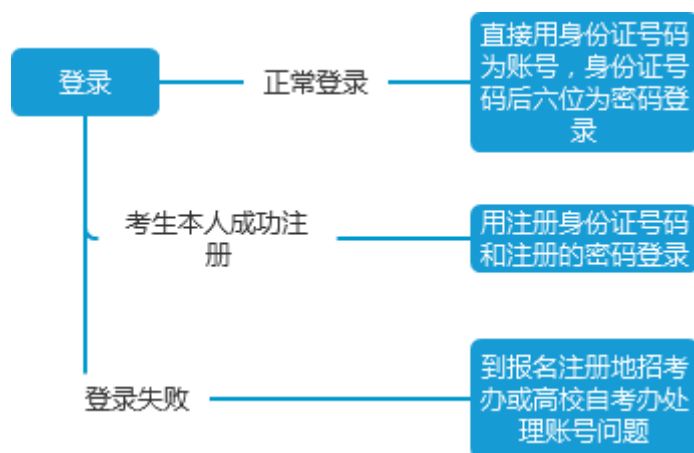 登录
正常登录
直接用身份证号码
为账号，身份证号
码后六位为密码登
录
考生本人成功注
册
用注册身份证号码
和注册的密码登录
登录失败
到报名注册地招考
办或高校自考办处
理账号问题